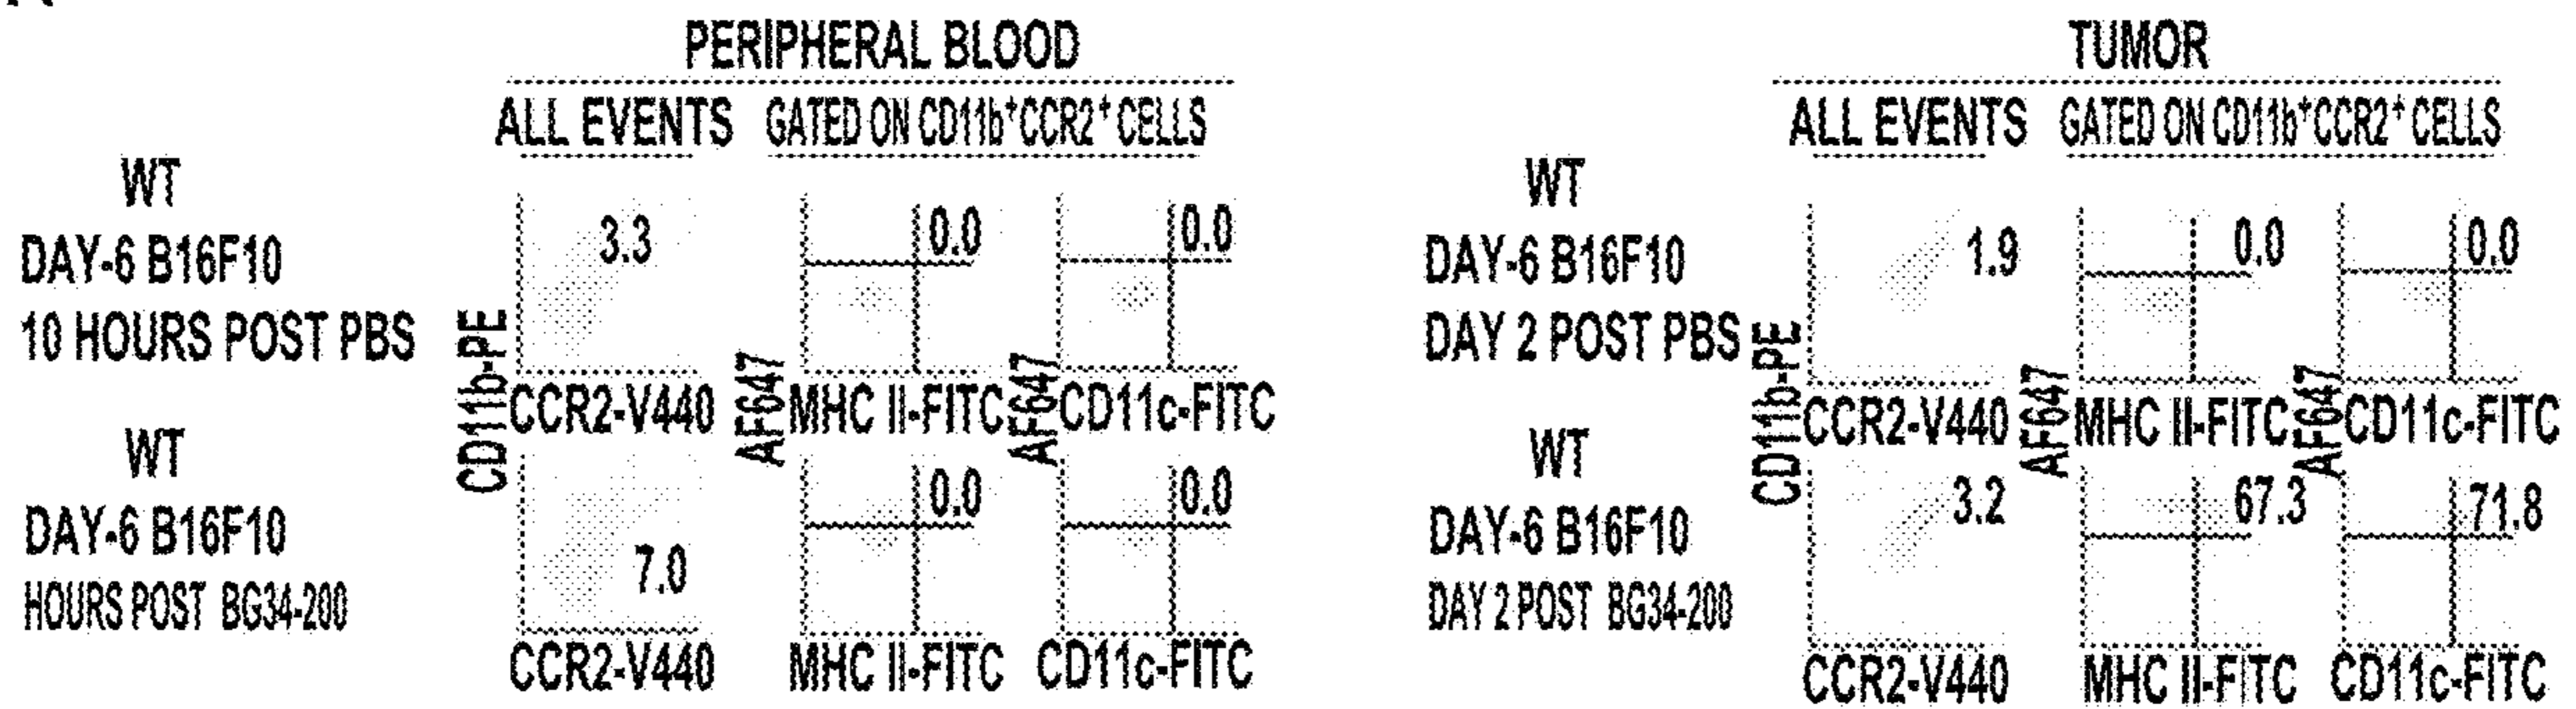 PERIPHERAL BLOOD
ALL EVENTS GATED ON CD11b⁺CCR2⁺ CELLS
WT
DAY-6 B16F10
10 HOURS POST PBS
CD11b-PE
3.3
CCR2-V440
AF647
0.0
MHC II-FITC
AF647
0.0
CD11c-FITC
WT
DAY-6 B16F10
HOURS POST BG34-200
7.0
CCR2-V440
0.0
MHC II-FITC
0.0
CD11c-FITC
TUMOR
ALL EVENTS GATED ON CD11b⁺CCR2⁺ CELLS
WT
DAY-6 B16F10
DAY 2 POST PBS
CD11b-PE
1.9
CCR2-V440
AF647
0.0
MHC II-FITC
AF647
0.0
CD11c-FITC
WT
DAY-6 B16F10
DAY 2 POST BG34-200
3.2
CCR2-V440
67.3
MHC II-FITC
71.8
CD11c-FITC